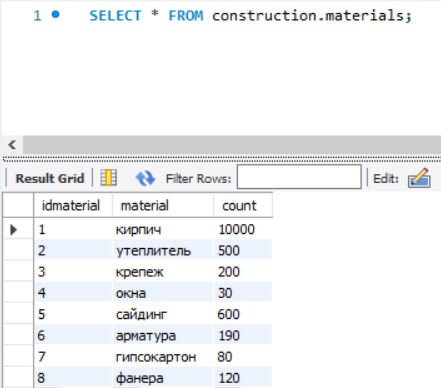 1 SELECT * FROM construction.materials;
Result Grid Filter Rows: Edit:
idmaterial material count
1 кирпич 10000
2 утеплитель 500
3 крепеж 200
4 окна 30
5 сайдинг 600
6 арматура 190
7 гипсокартон 80
8 фанера 120